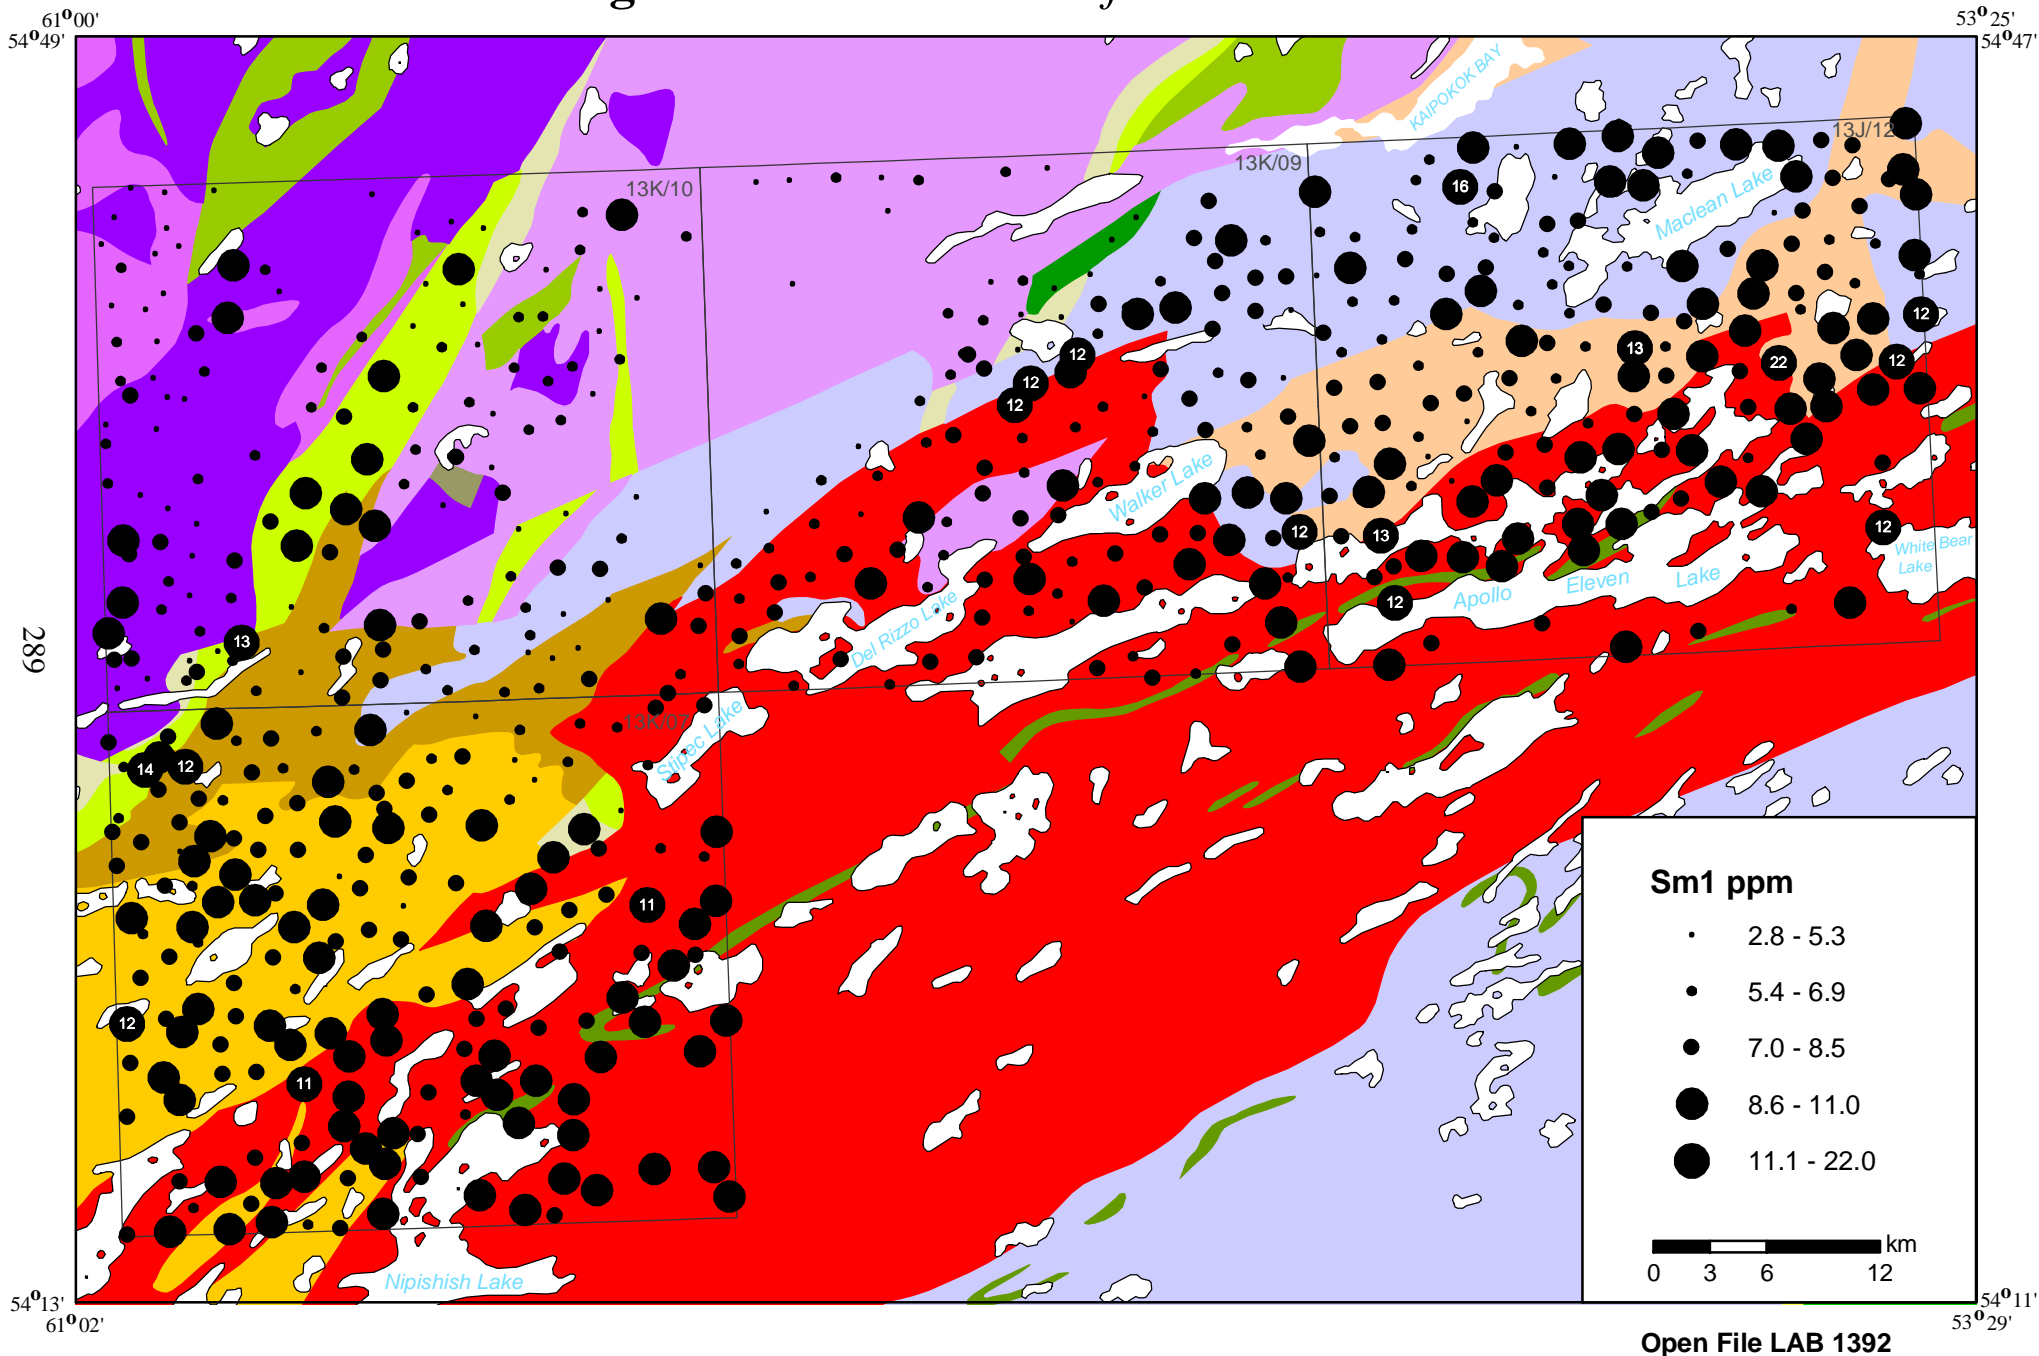 61°00'
53°25'
54°49'
54°47'
KAIPOKOK BAY
13J/12
13K/09
13K/10
16
Maclean Lake
12
12
13
22
12
12
12
Walker Lake
12
13
12
White Bear
Lake
Apollo Eleven Lake
12
Del Rizzo Lake
289
13
13K/07
Stipec Lake
14
12
11
12
11
Nipishish Lake
Sm1 ppm
2.8 - 5.3
5.4 - 6.9
7.0 - 8.5
8.6 - 11.0
11.1 - 22.0
km
0 3 6 12
54°13'
54°11'
61°02'
53°29'
Open File LAB 1392